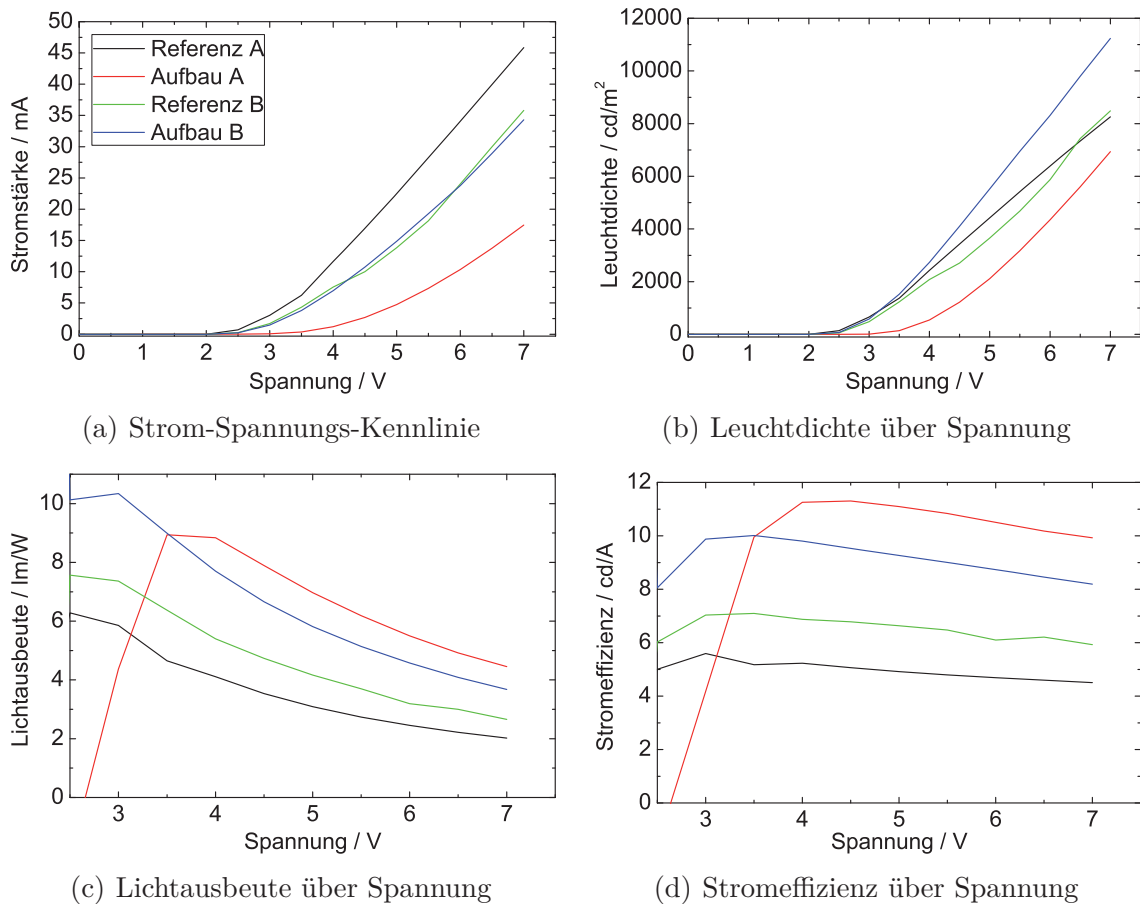 50
45
40
35
30
25
20
15
10
5
0
Stromstärke / mA
Referenz A
Aufbau A
Referenz B
Aufbau B
0 1 2 3 4 5 6 7
Spannung / V
(a) Strom-Spannungs-Kennlinie
12000
10000
8000
6000
4000
2000
0
Leuchtdichte / cd/m²
0 1 2 3 4 5 6 7
Spannung / V
(b) Leuchtdichte über Spannung
10
8
6
4
2
0
Lichtausbeute / lm/W
3 4 5 6 7
Spannung / V
(c) Lichtausbeute über Spannung
12
10
8
6
4
2
0
Stromeffizienz / cd/A
3 4 5 6 7
Spannung / V
(d) Stromeffizienz über Spannung